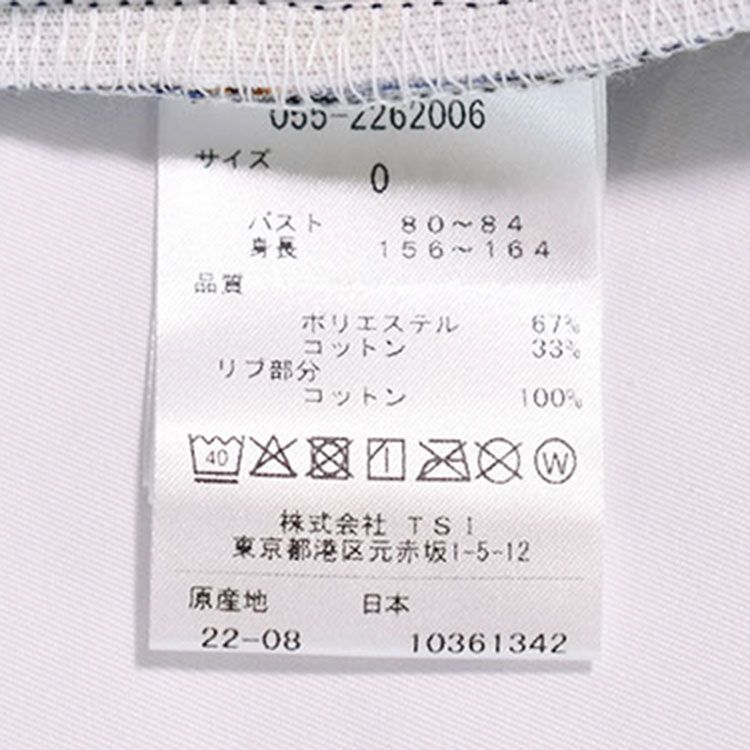 055-2262006
サイズ
0
バスト 80～84
身長 156～164
品質
ポリエステル 67%
コットン 33%
リブ部分
コットン 100%
40 W
株式会社 TSI
東京都港区元赤坂1-5-12
原産地 日本
22-08 10361342